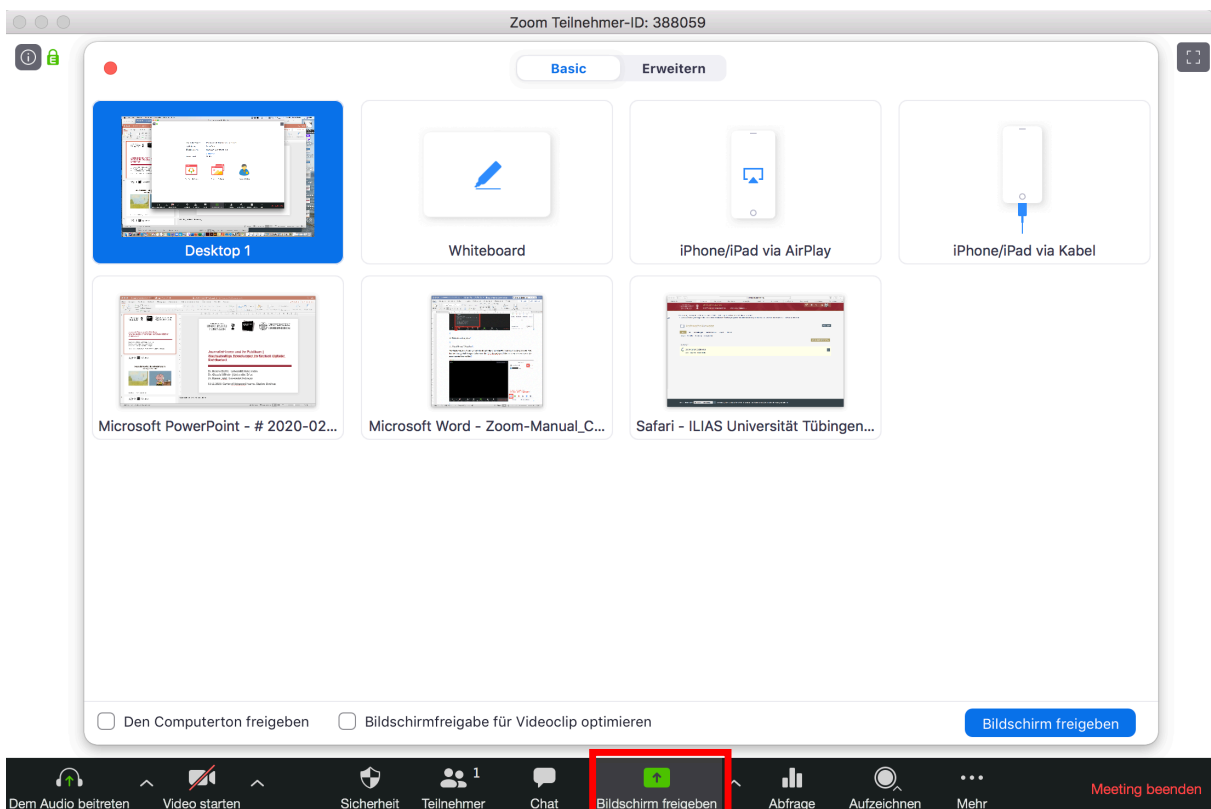 Zoom Teilnehmer-ID: 388059
Basic
Erweitern
Desktop 1
Whiteboard
iPhone/iPad via AirPlay
iPhone/iPad via Kabel
Microsoft PowerPoint - # 2020-02...
Microsoft Word - Zoom-Manual_C...
Safari - ILIAS Universität Tübingen...
Den Computerton freigeben
Bildschirmfreigabe für Videoclip optimieren
Bildschirm freigeben
1
Dem Audio beitreten
Video starten
Sicherheit
Teilnehmer
Chat
Bildschirm freigeben
Abfrage
Aufzeichnen
Mehr
Meeting beenden